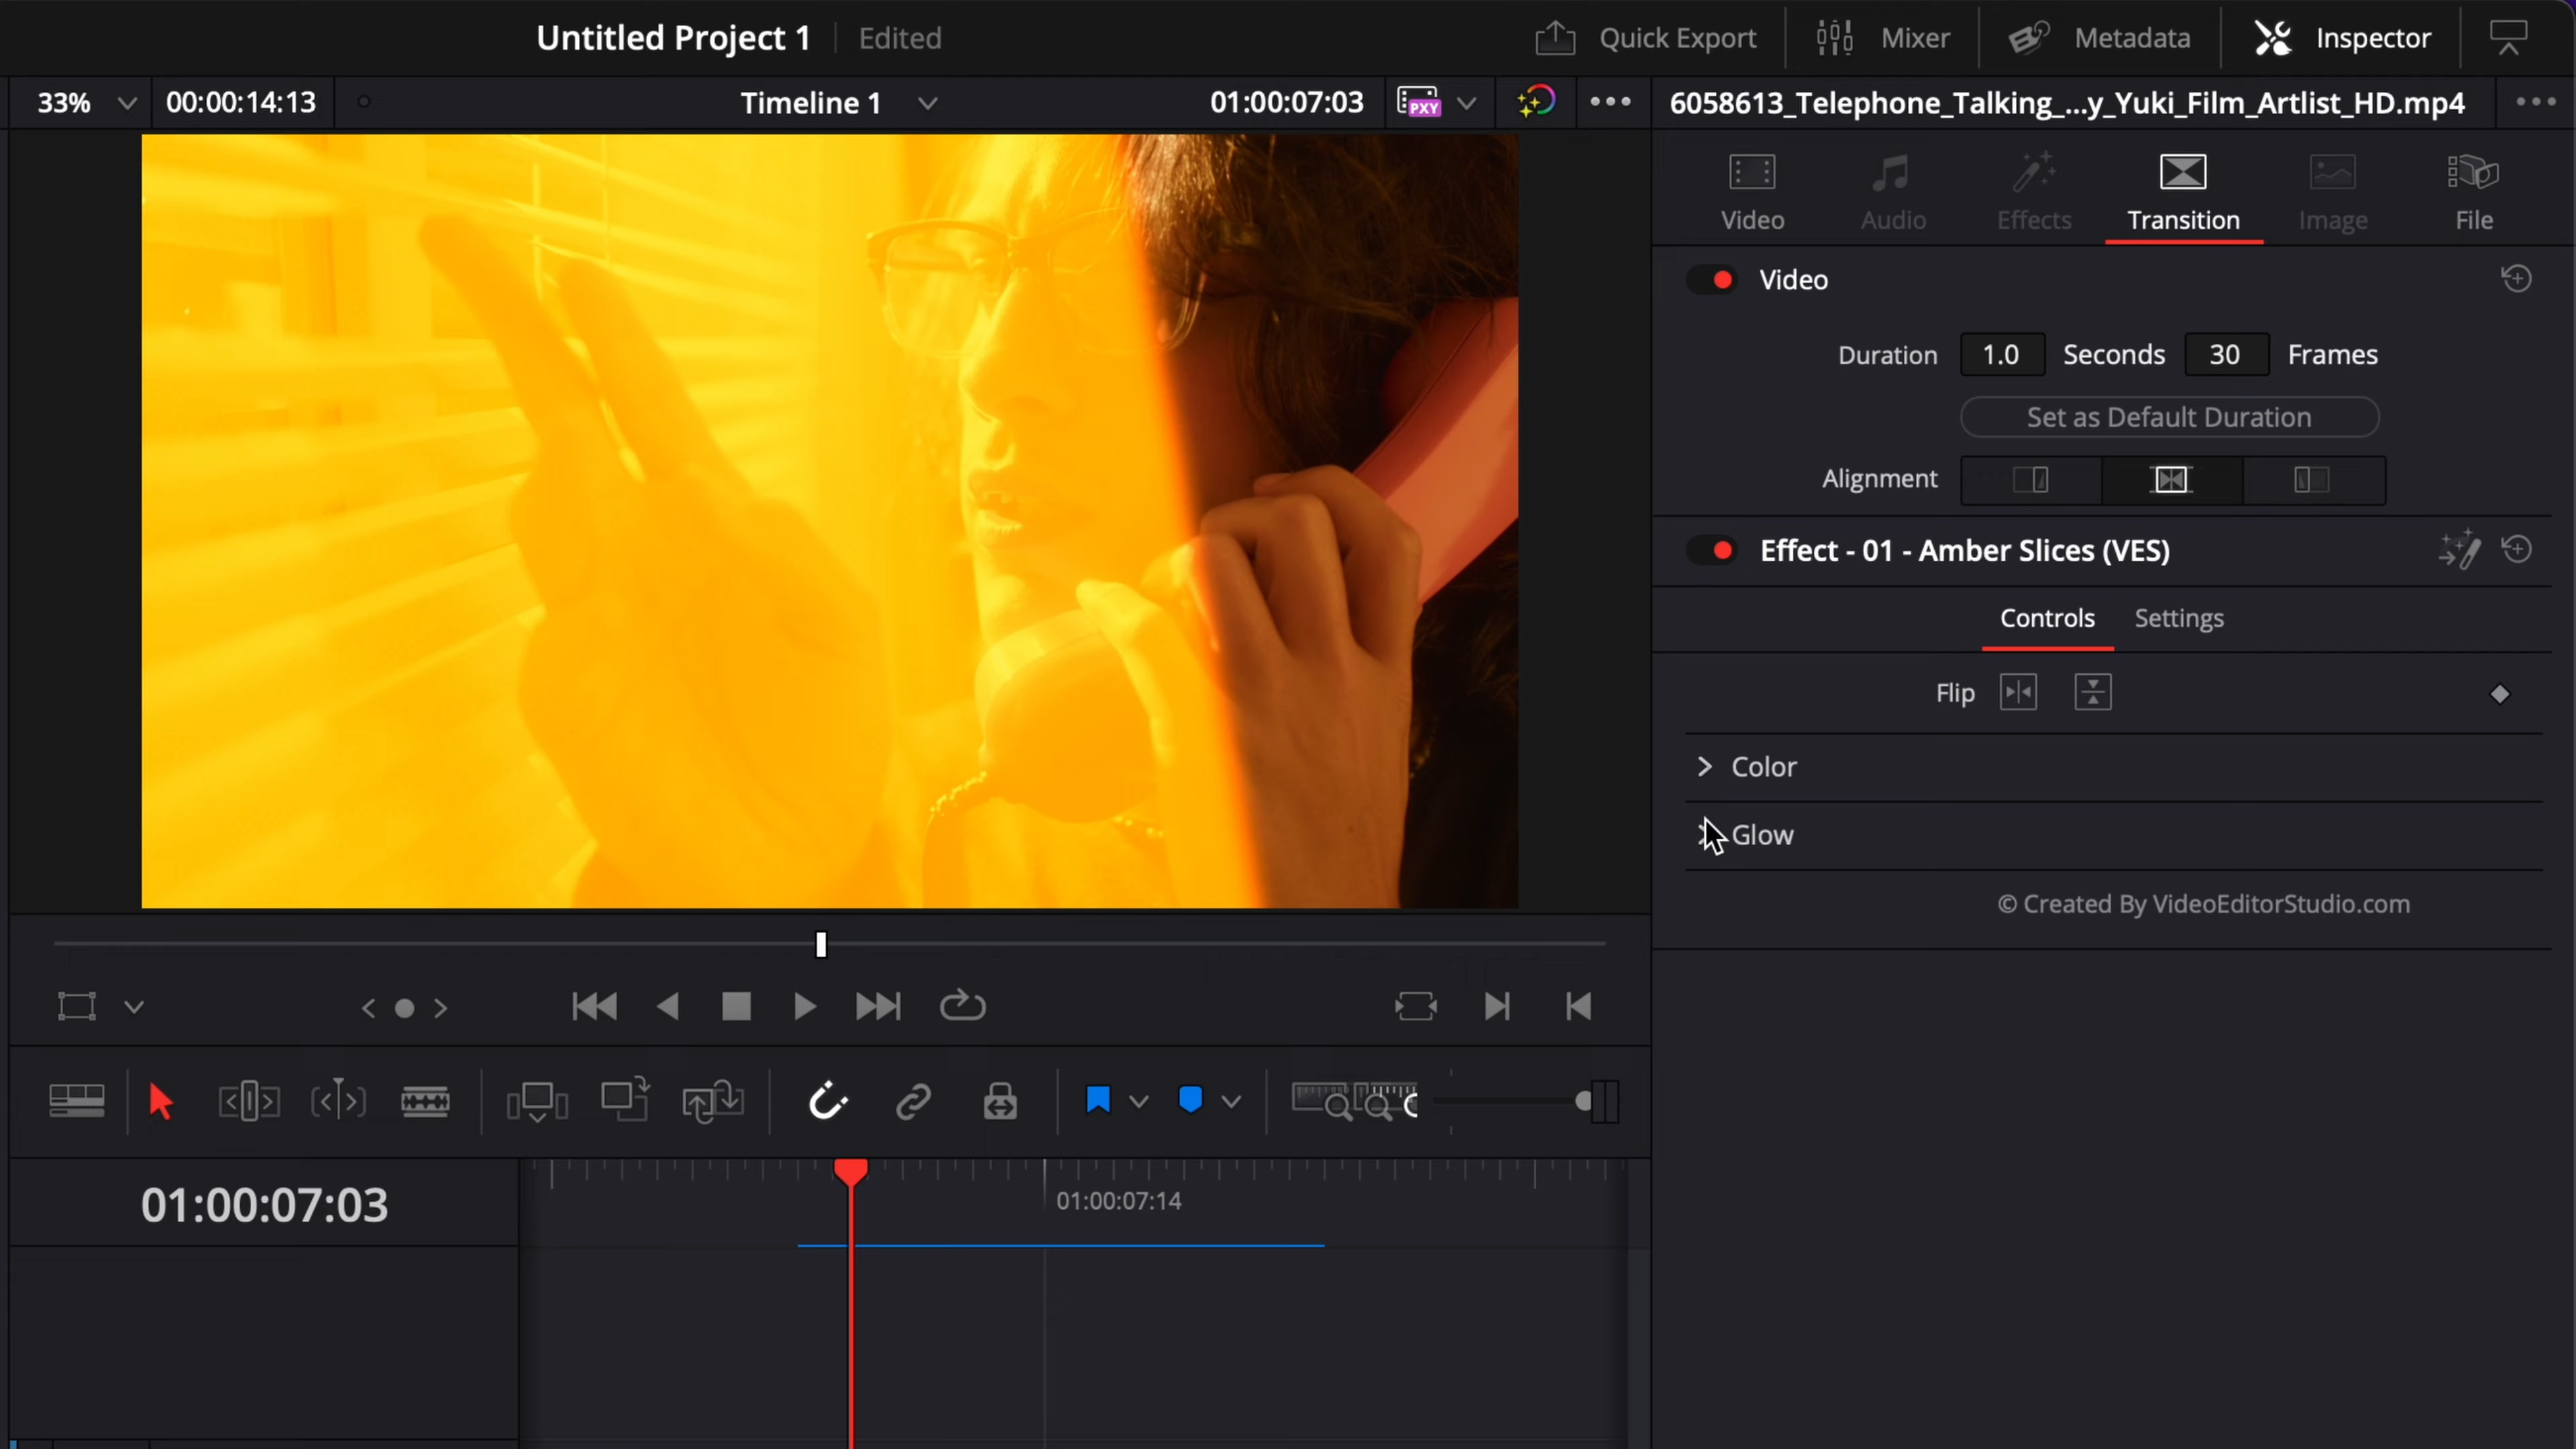 Untitled Project 1 Edited Quick Export Mixer Metadata Inspector
33% 00:00:14:13 Timeline 1 01:00:07:03 PXY 6058613_Telephone_Talking_...y_Yuki_Film_Artlist_HD.mp4
Video Audio Effects Transition Image File
Video
Duration 1.0 Seconds 30 Frames
Set as Default Duration
Alignment
Effect - 01 - Amber Slices (VES)
Controls Settings
Flip
Color
Glow
© Created By VideoEditorStudio.com
01:00:07:03
01:00:07:14